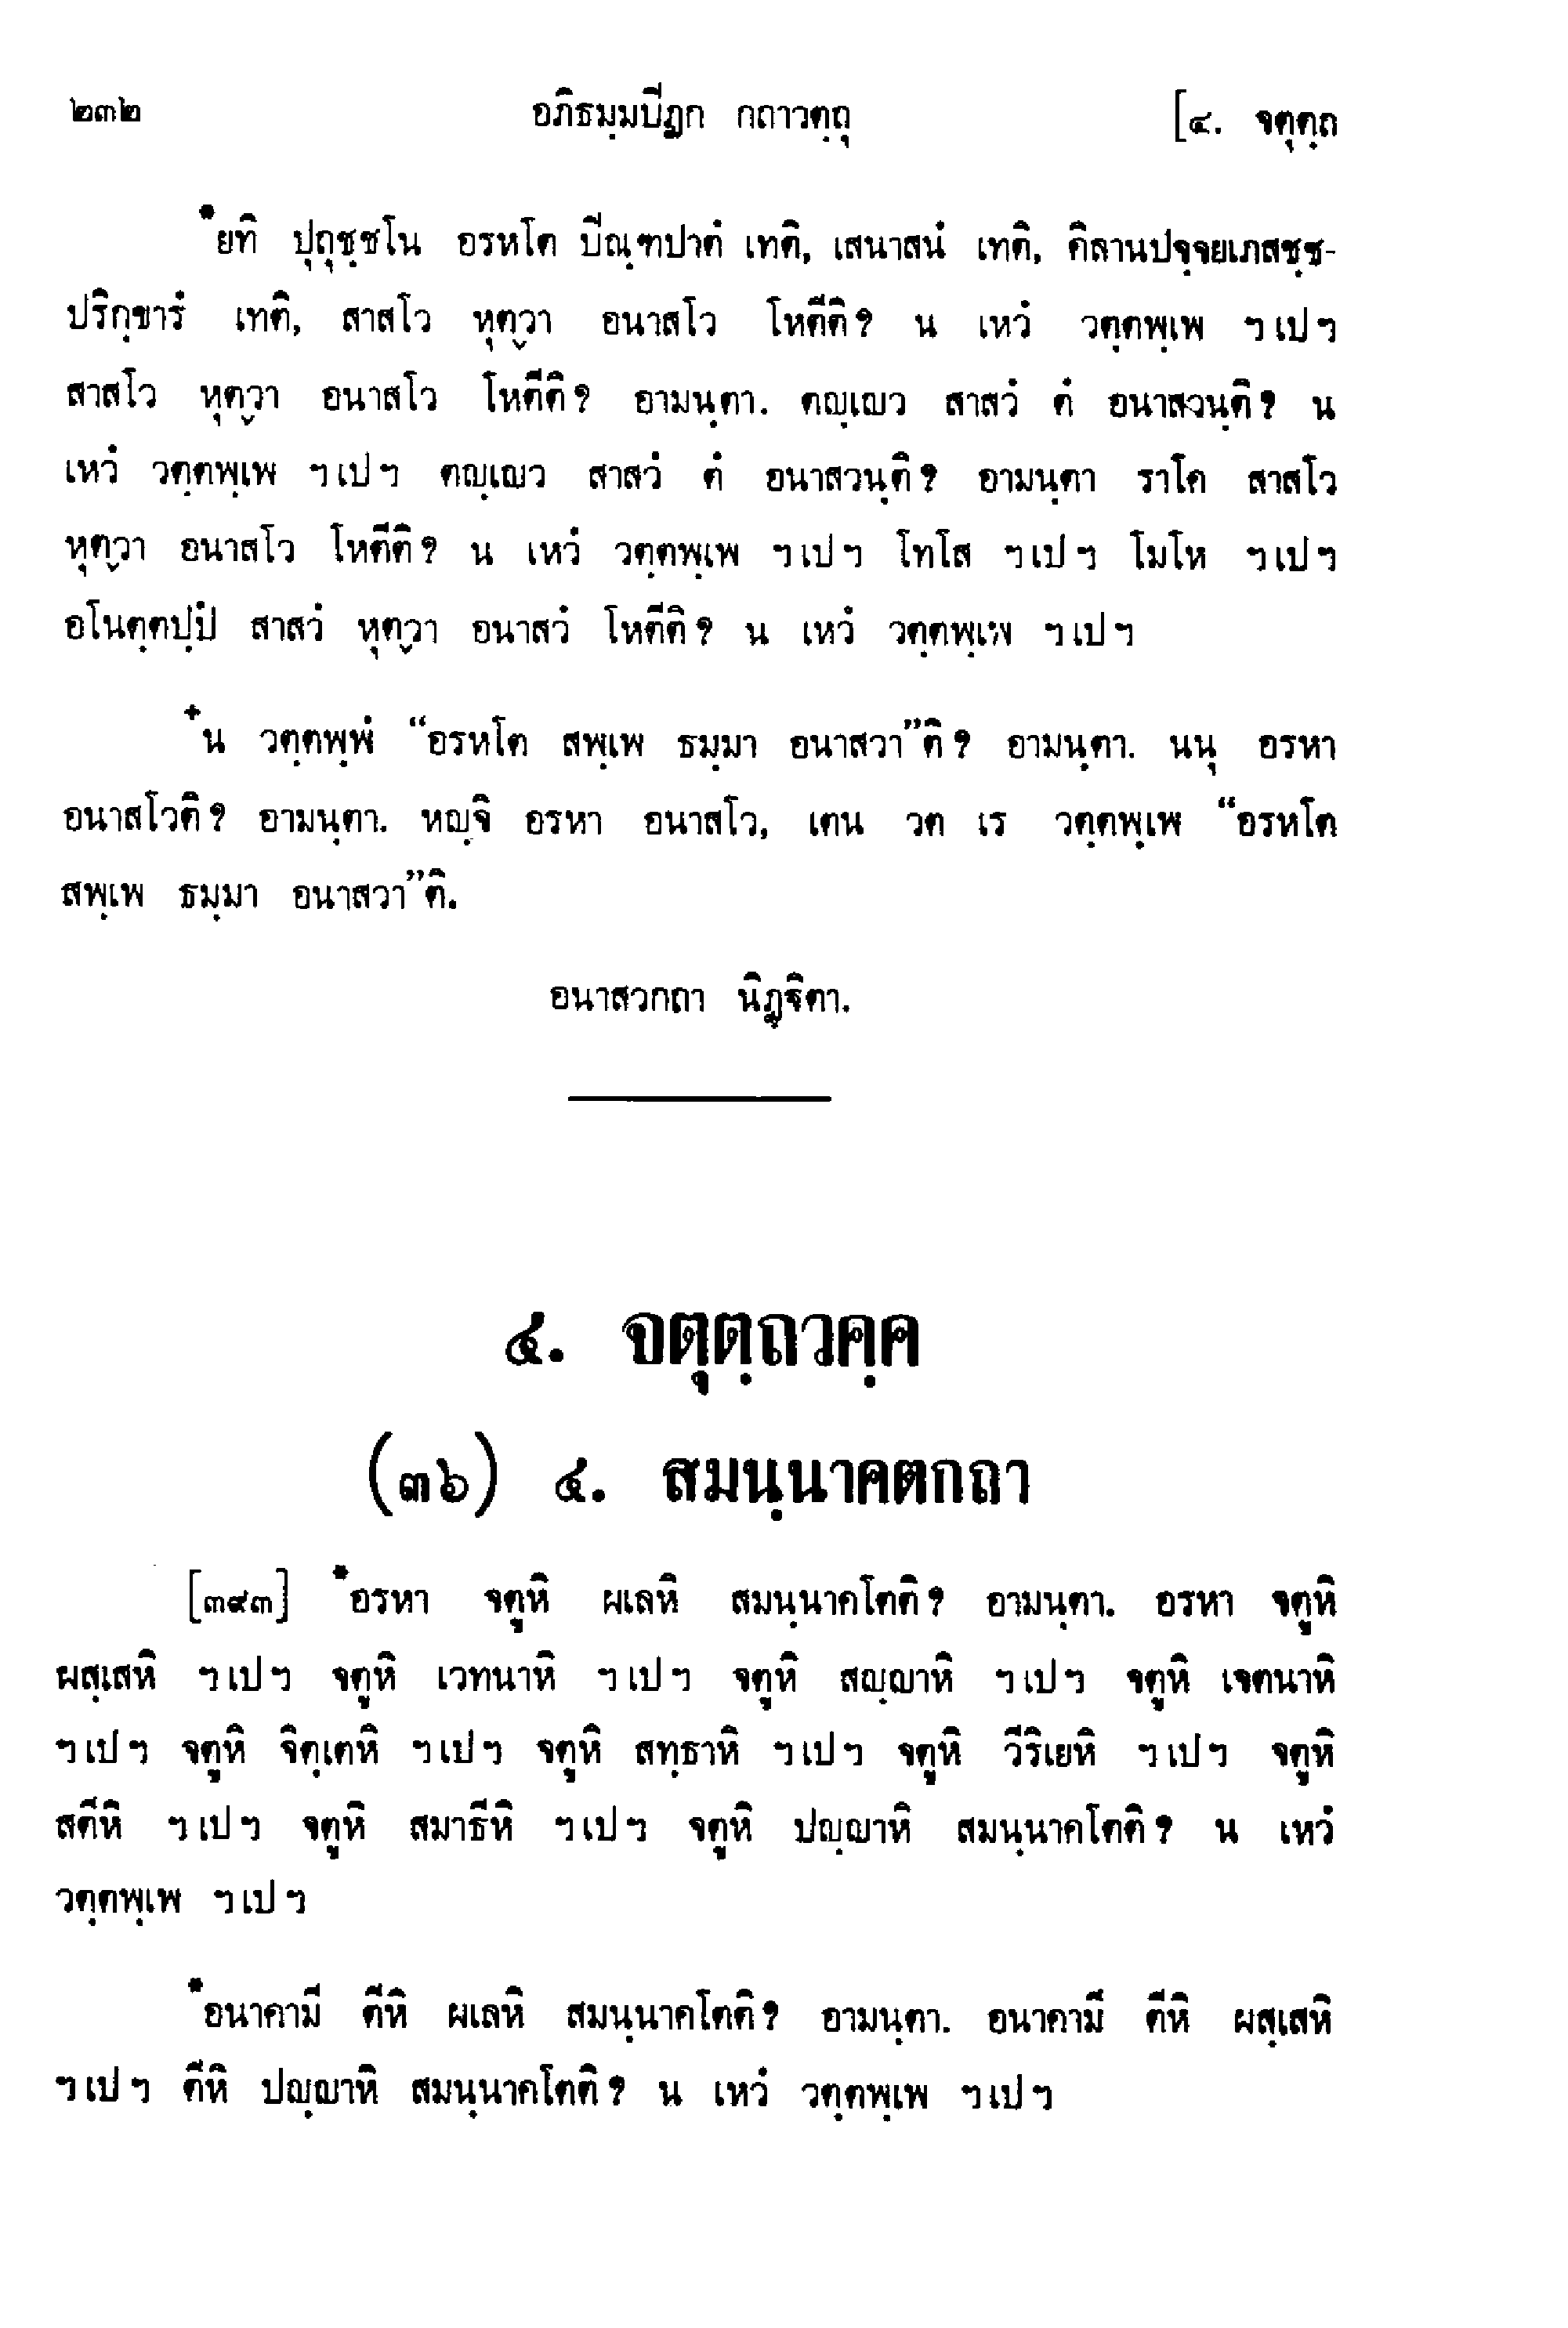 ๒๓๒ อภิธมฺมปิฏก กถาวตฺถุ [๔. จตุตฺถ
*ยทิ ปุถุชฺชโน อรหโต ปิณฺฑปาตํ เทติ, เสนาสนํ เทติ, คิลานปจฺจยเภสชฺช-
ปริกฺขารํ เทติ, สาสโว หุตฺวา อนาสโว โหตีติ? น เหวํ วตฺตพฺเพ ฯเปฯ
สาสโว หุตฺวา อนาสโว โหตีติ? อามนฺตา. ตญฺเญว สาสวํ ตํ อนาสวนฺติ? น
เหวํ วตฺตพฺเพ ฯเปฯ ตญฺเญว สาสวํ ตํ อนาสวนฺติ? อามนฺตา ราโค สาสโว
หุตฺวา อนาสโว โหตีติ? น เหวํ วตฺตพฺเพ ฯเปฯ โทโส ฯเปฯ โมโห ฯเปฯ
อโนตฺตปฺปํ สาสวํ หุตฺวา อนาสวํ โหตีติ? น เหวํ วตฺตพฺเพ ฯเปฯ
+น วตฺตพฺพํ “อรหโต สพฺเพ ธมฺมา อนาสวา”ติ? อามนฺตา. นนุ อรหา
อนาสโวติ? อามนฺตา. หญฺจิ อรหา อนาสโว, เตน วต เร วตฺตพฺเพ “อรหโต
สพฺเพ ธมฺมา อนาสวา”ติ.
อนาสวกถา นิฏฺฐิตา.
๔. จตุตฺถวคฺค
(๓๖) ๔. สมนฺนาคตกถา
[๓๙๓] *อรหา จตูหิ ผเลหิ สมนฺนาคโตติ? อามนฺตา. อรหา จตูหิ
ผสฺเสหิ ฯเปฯ จตูหิ เวทนาหิ ฯเปฯ จตูหิ สญฺญาหิ ฯเปฯ จตูหิ เจตนาหิ
ฯเปฯ จตูหิ จิตฺเตหิ ฯเปฯ จตูหิ สทฺธาหิ ฯเปฯ จตูหิ วีริเยหิ ฯเปฯ จตูหิ
สตีหิ ฯเปฯ จตูหิ สมาธีหิ ฯเปฯ จตูหิ ปญฺญาหิ สมนฺนาคโตติ? น เหวํ
วตฺตพฺเพ ฯเปฯ
*อนาคามี ตีหิ ผเลหิ สมนฺนาคโตติ? อามนฺตา. อนาคามี ตีหิ ผสฺเสหิ
ฯเปฯ ตีหิ ปญฺญาหิ สมนฺนาคโตติ? น เหวํ วตฺตพฺเพ ฯเปฯ